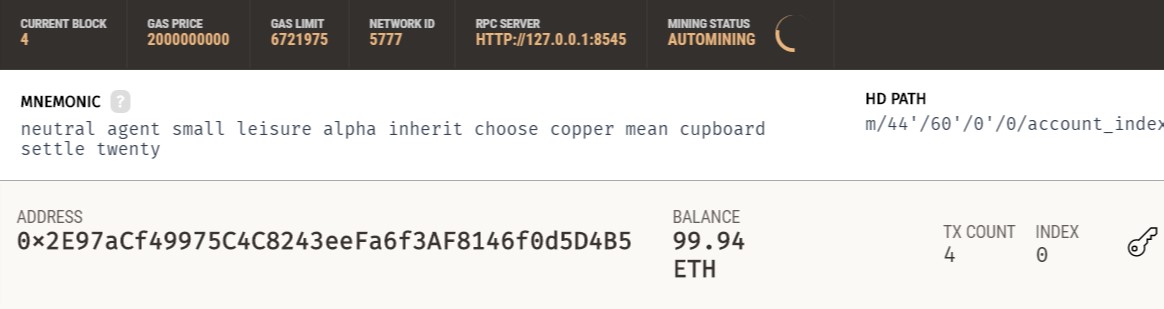 CURRENT BLOCK GAS PRICE GAS LIMIT NETWORK ID RPC SERVER MINING STATUS
4 2000000000 6721975 5777 HTTP://127.0.0.1:8545 AUTOMINING
MNEMONIC ? HD PATH
neutral agent small leisure alpha inherit choose copper mean cupboard m/44'/60'/0'/0/account_index
settle twenty
ADDRESS BALANCE TX COUNT INDEX
0×2E97aCf49975C4C8243eeFa6f3AF8146f0d5D4B5 99.94 4 0
ETH